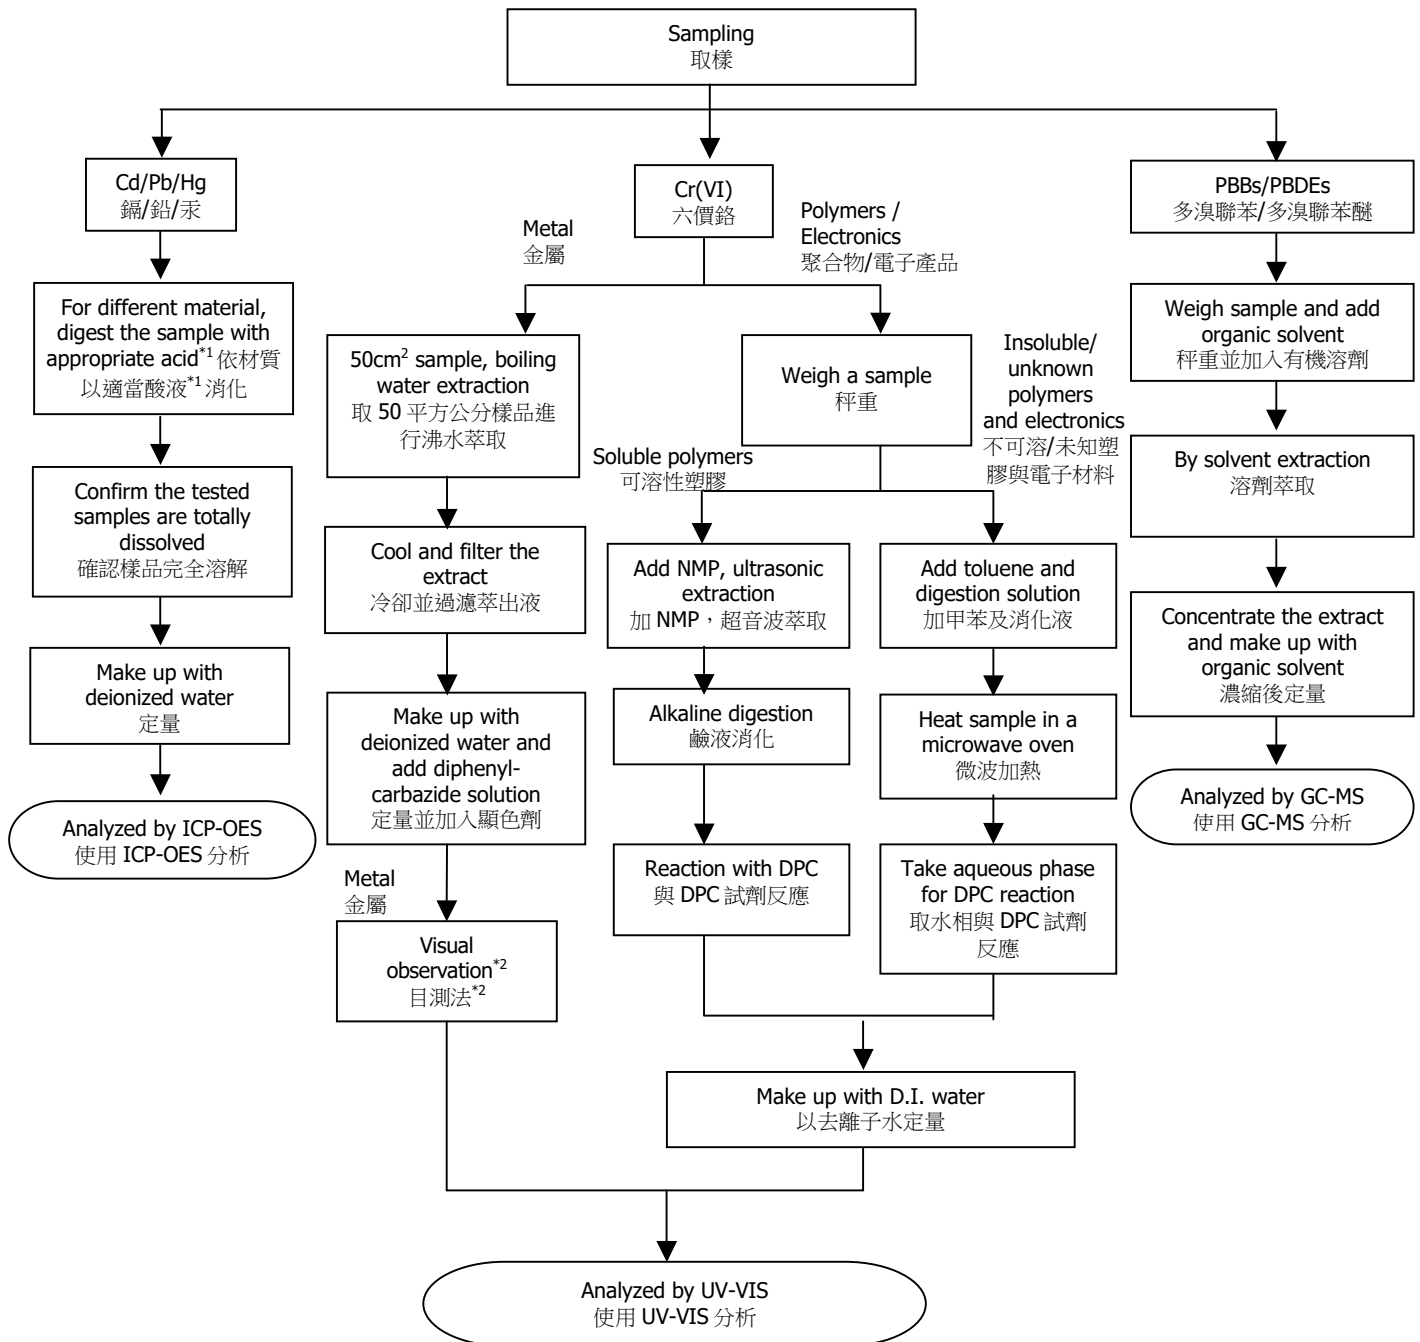 Sampling
取樣
Cd/Pb/Hg
鎘/鉛/汞
Cr(VI)
六價鉻
PBBs/PBDEs
多溴聯苯/多溴聯苯醚
Metal
金屬
Polymers /
Electronics
聚合物/電子產品
For different material,
digest the sample with
appropriate acid*1 依材質
以適當酸液*1 消化
50cm2 sample, boiling
water extraction
取 50 平方公分樣品進
行沸水萃取
Weigh a sample
秤重
Insoluble/
unknown
polymers
and electronics
不可溶/未知塑
膠與電子材料
Weigh sample and add
organic solvent
秤重並加入有機溶劑
Soluble polymers
可溶性塑膠
By solvent extraction
溶劑萃取
Confirm the tested
samples are totally
dissolved
確認樣品完全溶解
Cool and filter the
extract
冷卻並過濾萃出液
Add NMP, ultrasonic
extraction
加 NMP，超音波萃取
Add toluene and
digestion solution
加甲苯及消化液
Concentrate the extract
and make up with
organic solvent
濃縮後定量
Make up with
deionized water
定量
Make up with
deionized water and
add diphenyl-
carbazide solution
定量並加入顯色劑
Alkaline digestion
鹼液消化
Heat sample in a
microwave oven
微波加熱
Analyzed by GC-MS
使用 GC-MS 分析
Analyzed by ICP-OES
使用 ICP-OES 分析
Reaction with DPC
與 DPC 試劑反應
Take aqueous phase
for DPC reaction
取水相與 DPC 試劑
反應
Metal
金屬
Visual
observation*2
目測法*2
Make up with D.I. water
以去離子水定量
Analyzed by UV-VIS
使用 UV-VIS 分析